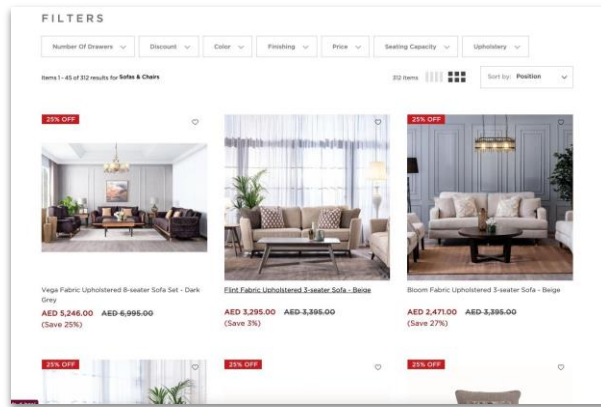 FILTERS
Number Of Drawers Discount Color Finishing Price Seating Capacity Upholstery
Items 1 - 45 of 312 results for Sofas & Chairs
312 items Sort by: Position
25% OFF 25% OFF
Vega Fabric Upholstered 8-seater Sofa Set - Dark Grey
AED 5,246.00 AED 6,995.00
(Save 25%)
Flint Fabric Upholstered 3-seater Sofa - Beige
AED 3,295.00 AED 3,395.00
(Save 3%)
Bloom Fabric Upholstered 3-seater Sofa - Beige
AED 2,471.00 AED 3,395.00
(Save 27%)
25% OFF 25% OFF 25% OFF